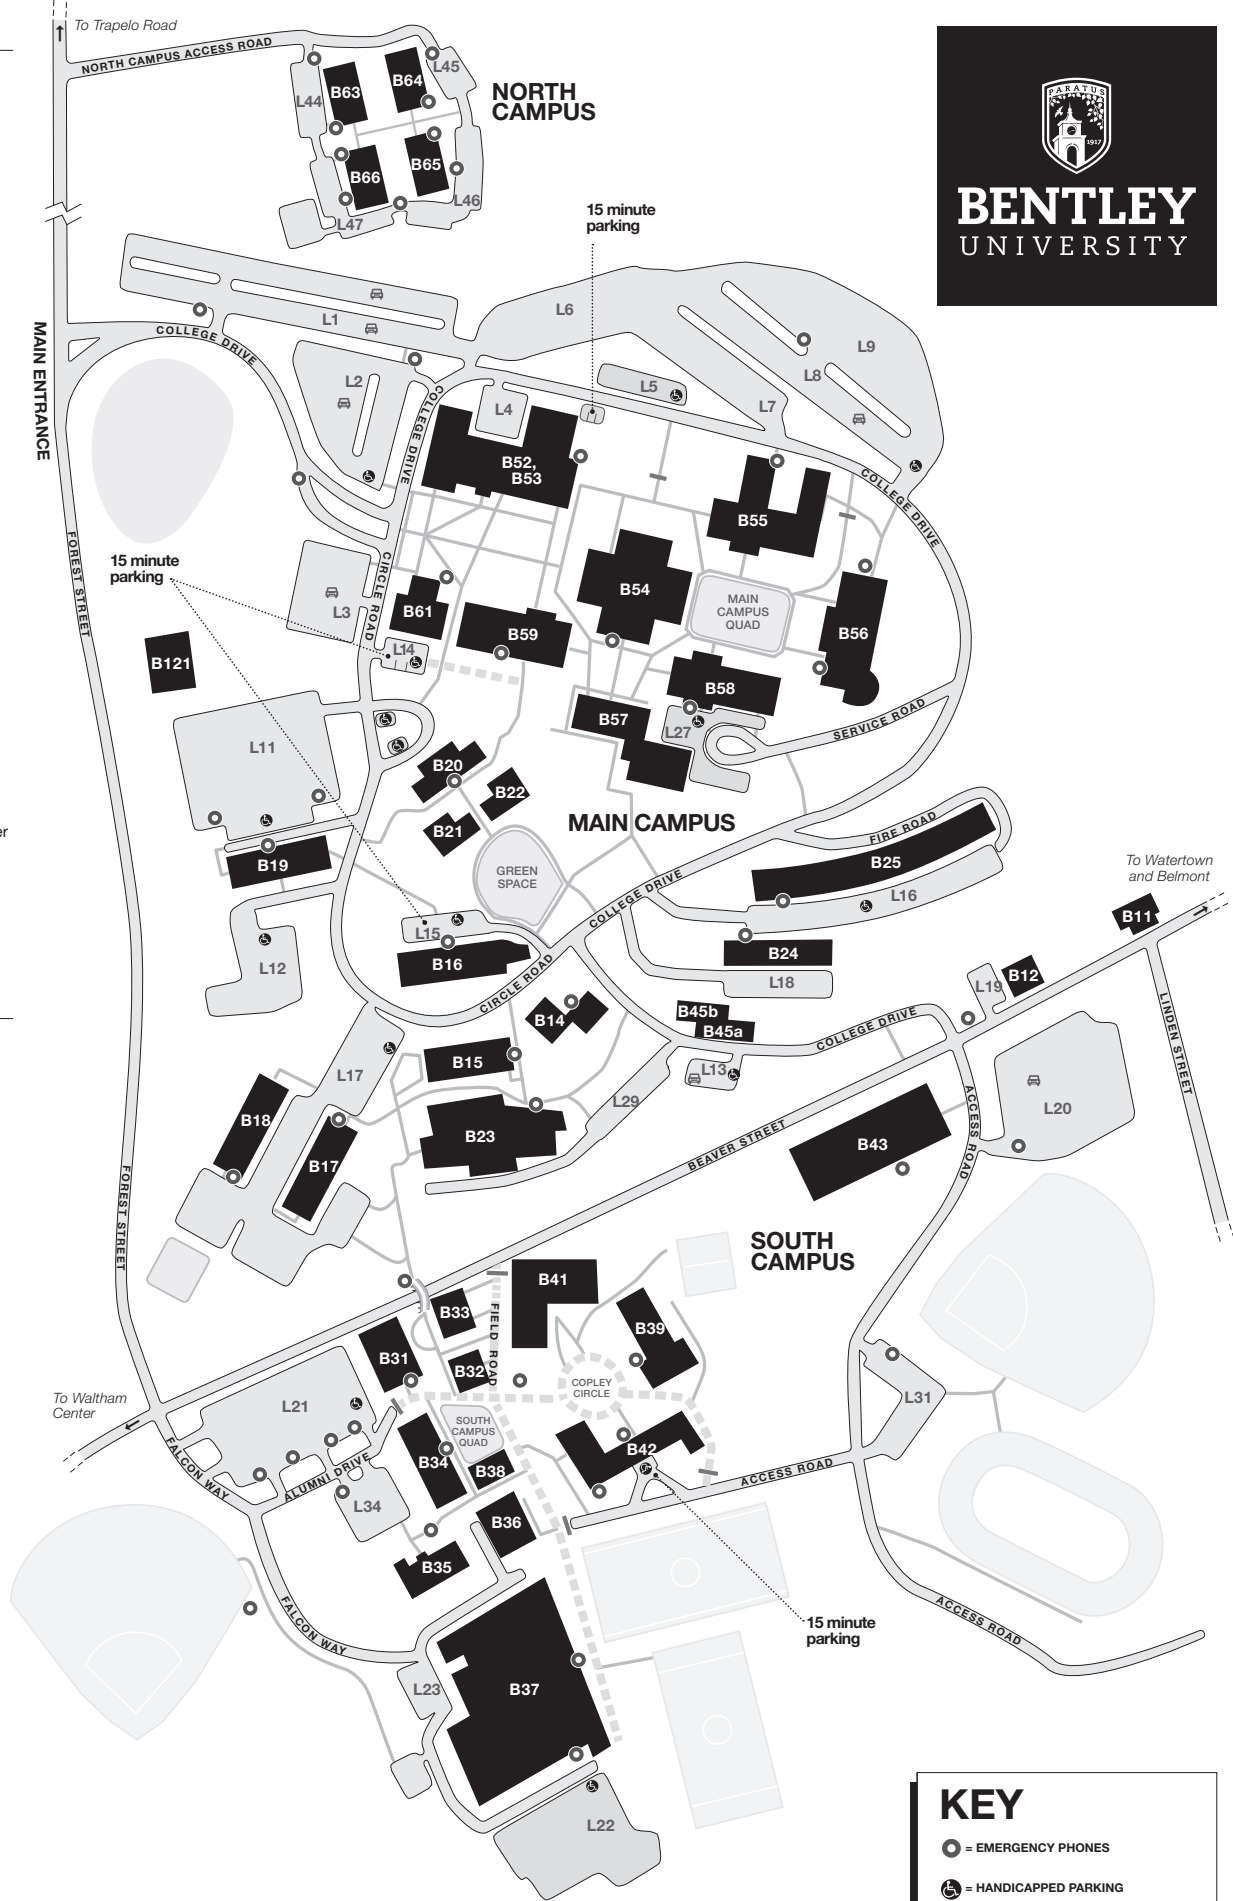 To Trapelo Road
NORTH CAMPUS ACCESS ROAD
L44
B63
B64
L45
NORTH
CAMPUS
B66
B65
L46
L47
PARATUS
1917
BENTLEY
UNIVERSITY
15 minute
parking
MAIN ENTRANCE
COLLEGE DRIVE
L1
L6
L9
L8
L2
L5
L7
COLLEGE DRIVE
L4
B52,
B53
COLLEGE DRIVE
B55
FOREST STREET
15 minute
parking
CIRCLE ROAD
L3
B61
B59
B54
MAIN
CAMPUS
QUAD
B56
L14
B121
B58
B57
L27
SERVICE ROAD
L11
B20
B22
B21
MAIN CAMPUS
er
B19
GREEN
SPACE
FIRE ROAD
B25
L16
COLLEGE DRIVE
To Watertown
and Belmont
B11
L15
B16
B24
L12
L18
L19
B12
CIRCLE ROAD
B14
B45b
B45a
COLLEGE DRIVE
LINDEN STREET
B15
L13
L17
L29
L20
ACCESS ROAD
B18
B23
BEAVER STREET
B43
B17
FOREST STREET
SOUTH
CAMPUS
B41
B33
FIELD ROAD
B39
B31
B32
COPLEY
CIRCLE
L31
To Waltham
Center
L21
SOUTH
CAMPUS
QUAD
B42
FALCON WAY
ALUMNI DRIVE
B34
B38
ACCESS ROAD
L34
B36
B35
FALCON WAY
ACCESS ROAD
15 minute
parking
L23
B37
L22
KEY
= EMERGENCY PHONES
= HANDICAPPED PARKING